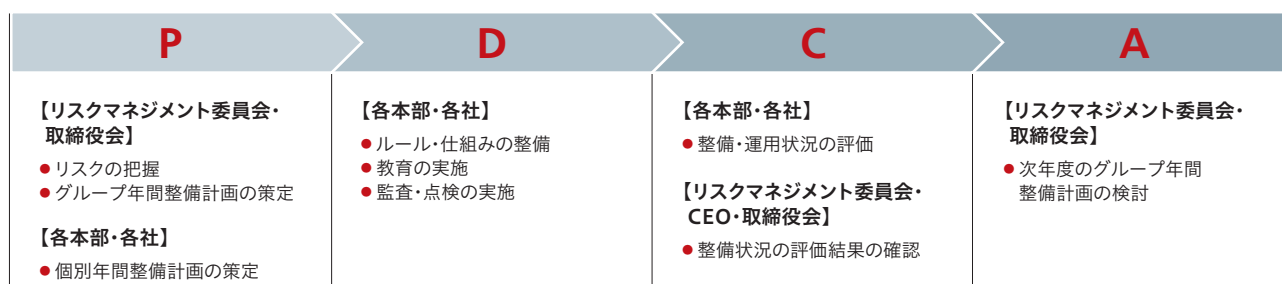 P
【リスクマネジメント委員会・
取締役会】
●リスクの把握
●グループ年間整備計画の策定
【各本部・各社】
●個別年間整備計画の策定
D
【各本部・各社】
●ルール・仕組みの整備
●教育の実施
●監査・点検の実施
C
【各本部・各社】
●整備・運用状況の評価
【リスクマネジメント委員会・
CEO・取締役会】
●整備状況の評価結果の確認
A
【リスクマネジメント委員会・
取締役会】
●次年度のグループ年間
整備計画の検討